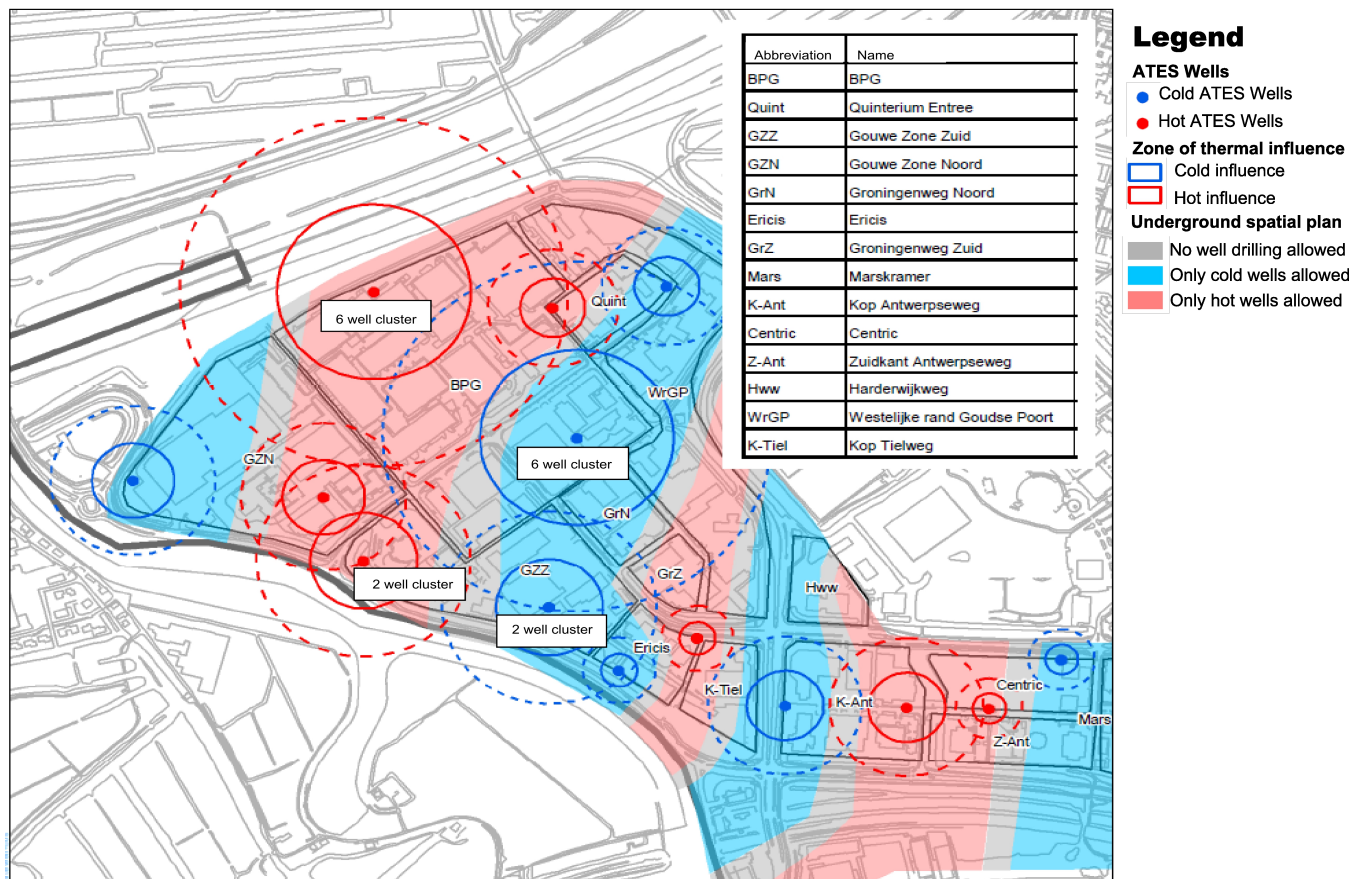 Abbreviation Name
BPG BPG
Quint Quinterium Entree
GZZ Gouwe Zone Zuid
GZN Gouwe Zone Noord
GrN Groningenweg Noord
Ericis Ericis
GrZ Groningenweg Zuid
Mars Marskramer
K-Ant Kop Antwerpseweg
Centric Centric
Z-Ant Zuidkant Antwerpseweg
Hww Harderwijkweg
WrGP Westelijke rand Goudse Poort
K-Tiel Kop Tielweg
Legend
ATES Wells
Cold ATES Wells
Hot ATES Wells
Zone of thermal influence
Cold influence
Hot influence
Underground spatial plan
No well drilling allowed
Only cold wells allowed
Only hot wells allowed
Quint
6 well cluster
BPG
WrGP
GZN
6 well cluster
GrN
GZZ
GrZ
2 well cluster
Hww
2 well cluster
Ericis
K-Tiel
Centric
K-Ant
Mars
Z-Ant